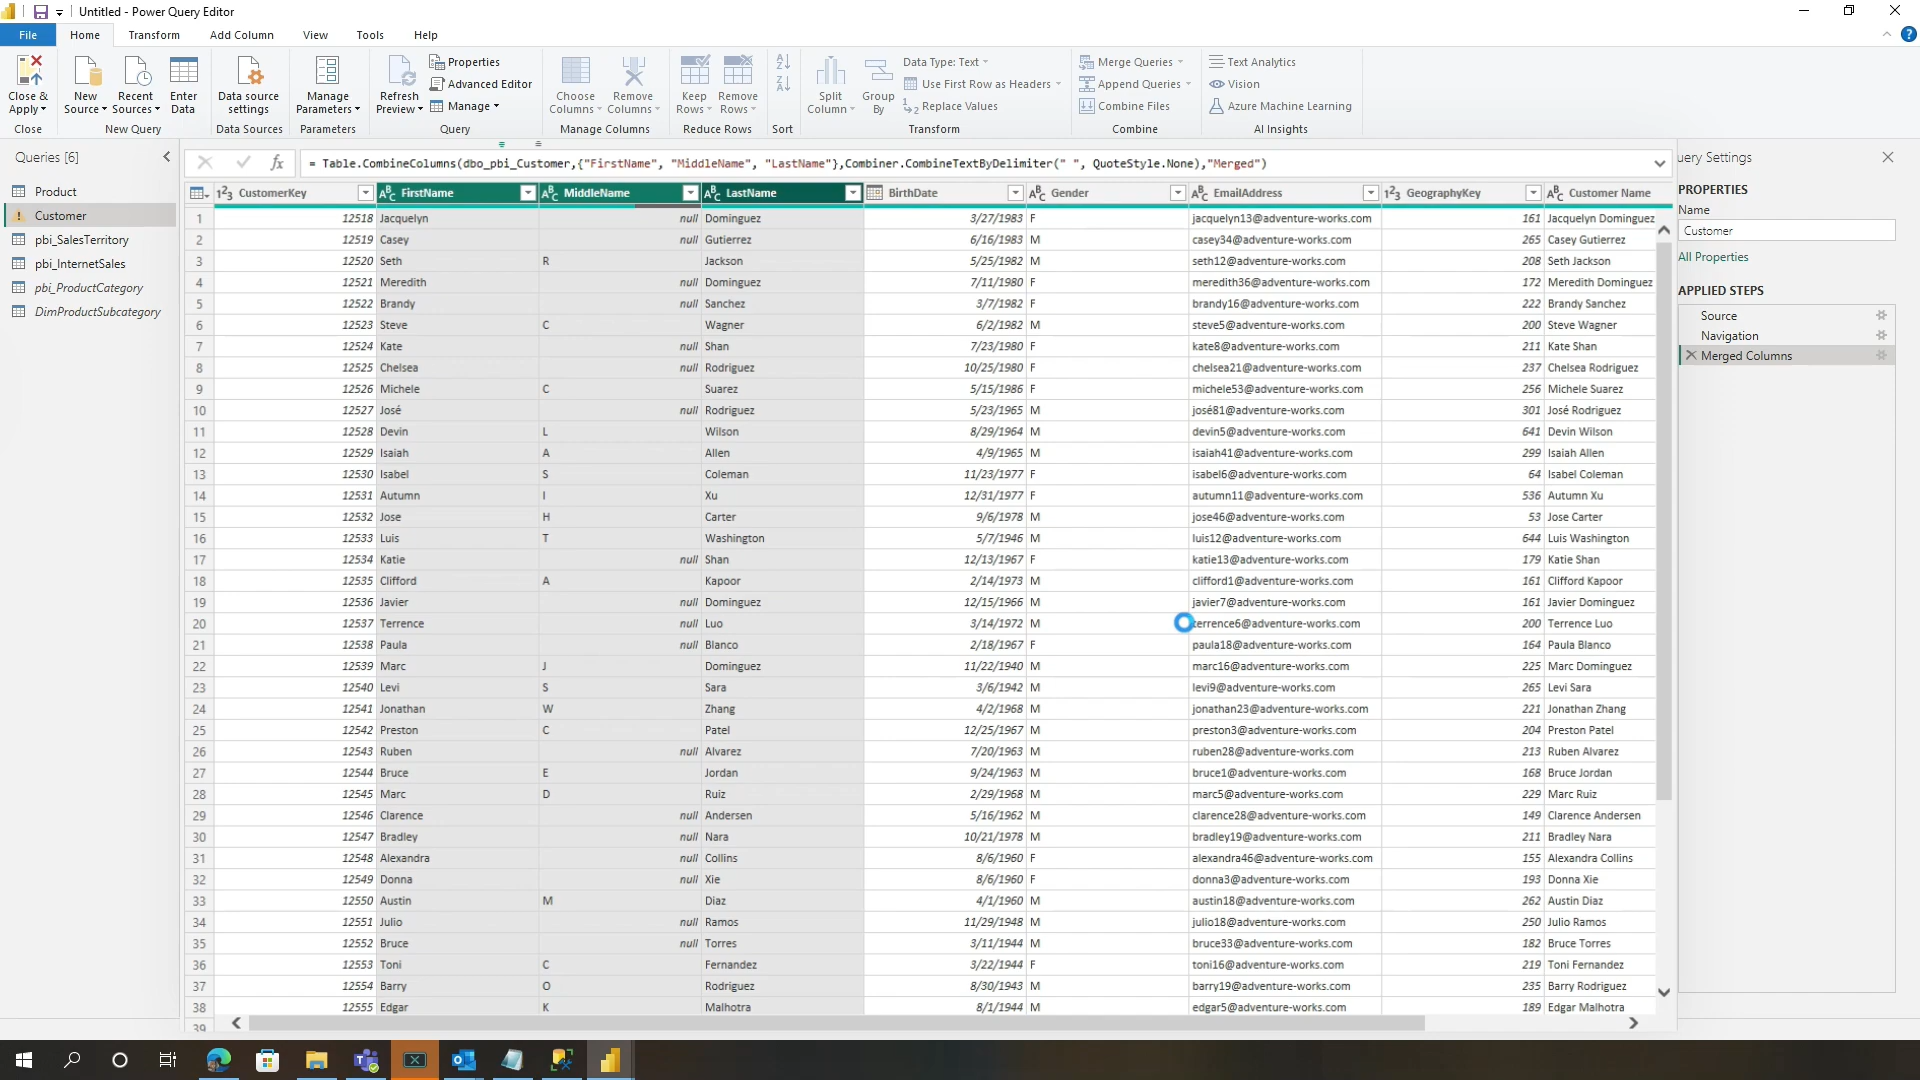 Untitled - Power Query Editor
File Home Transform Add Column View Tools Help
Close & Apply
New Source
Recent Sources
Enter Data
Data source settings
Manage Parameters
Refresh Preview
Properties
Advanced Editor
Manage
Choose Columns
Remove Columns
Keep Rows
Remove Rows
Split Column
Group By
Data Type: Text
Use First Row as Headers
Replace Values
Merge Queries
Append Queries
Combine Files
Text Analytics
Vision
Azure Machine Learning
Close New Query Data Sources Parameters Query Manage Columns Reduce Rows Sort Transform Combine AI Insights
Queries [6]
Product
Customer
pbi_SalesTerritory
pbi_InternetSales
pbi_ProductCategory
DimProductSubcategory
= Table.CombineColumns(dbo_pbi_Customer,{"FirstName", "MiddleName", "LastName"},Combiner.CombineTextByDelimiter(" ", QuoteStyle.None),"Merged")
CustomerKey FirstName MiddleName LastName BirthDate Gender EmailAddress GeographyKey Customer Name
1 12518 Jacquelyn null Dominguez 3/27/1983 F jacquelyn13@adventure-works.com 161 Jacquelyn Dominguez
2 12519 Casey null Gutierrez 6/16/1983 M casey34@adventure-works.com 265 Casey Gutierrez
3 12520 Seth R Jackson 5/25/1982 M seth12@adventure-works.com 208 Seth Jackson
4 12521 Meredith null Dominguez 7/11/1980 F meredith36@adventure-works.com 172 Meredith Dominguez
5 12522 Brandy null Sanchez 3/7/1982 F brandy16@adventure-works.com 222 Brandy Sanchez
6 12523 Steve C Wagner 6/2/1982 M steve5@adventure-works.com 200 Steve Wagner
7 12524 Kate null Shan 7/23/1980 F kate8@adventure-works.com 211 Kate Shan
8 12525 Chelsea null Rodriguez 10/25/1980 F chelsea21@adventure-works.com 237 Chelsea Rodriguez
9 12526 Michele C Suarez 5/15/1986 F michele53@adventure-works.com 256 Michele Suarez
10 12527 José null Rodriguez 5/23/1965 M josé81@adventure-works.com 301 José Rodriguez
11 12528 Devin L Wilson 8/29/1964 M devin5@adventure-works.com 641 Devin Wilson
12 12529 Isaiah A Allen 4/9/1965 M isaiah41@adventure-works.com 299 Isaiah Allen
13 12530 Isabel S Coleman 11/23/1977 F isabel6@adventure-works.com 64 Isabel Coleman
14 12531 Autumn I Xu 12/31/1977 F autumn11@adventure-works.com 536 Autumn Xu
15 12532 Jose H Carter 9/6/1978 M jose46@adventure-works.com 53 Jose Carter
16 12533 Luis T Washington 5/7/1946 M luis12@adventure-works.com 644 Luis Washington
17 12534 Katie null Shan 12/13/1967 F katie13@adventure-works.com 179 Katie Shan
18 12535 Clifford A Kapoor 2/14/1973 M clifford1@adventure-works.com 161 Clifford Kapoor
19 12536 Javier null Dominguez 12/15/1966 M javier7@adventure-works.com 161 Javier Dominguez
20 12537 Terrence null Luo 3/14/1972 M terrence6@adventure-works.com 200 Terrence Luo
21 12538 Paula null Blanco 2/18/1967 F paula18@adventure-works.com 164 Paula Blanco
22 12539 Marc J Dominguez 11/22/1940 M marc16@adventure-works.com 225 Marc Dominguez
23 12540 Levi S Sara 3/6/1942 M levi9@adventure-works.com 265 Levi Sara
24 12541 Jonathan W Zhang 4/2/1968 M jonathan23@adventure-works.com 221 Jonathan Zhang
25 12542 Preston C Patel 12/25/1967 M preston3@adventure-works.com 204 Preston Patel
26 12543 Ruben null Alvarez 7/20/1963 M ruben28@adventure-works.com 213 Ruben Alvarez
27 12544 Bruce E Jordan 9/24/1963 M bruce1@adventure-works.com 168 Bruce Jordan
28 12545 Marc D Ruiz 2/29/1968 M marc5@adventure-works.com 229 Marc Ruiz
29 12546 Clarence null Andersen 5/16/1962 M clarence28@adventure-works.com 149 Clarence Andersen
30 12547 Bradley null Nara 10/21/1978 M bradley19@adventure-works.com 211 Bradley Nara
31 12548 Alexandra null Collins 8/6/1960 F alexandra46@adventure-works.com 155 Alexandra Collins
32 12549 Donna null Xie 8/6/1960 F donna3@adventure-works.com 193 Donna Xie
33 12550 Austin M Diaz 4/1/1960 M austin18@adventure-works.com 262 Austin Diaz
34 12551 Julio null Ramos 11/29/1948 M julio18@adventure-works.com 250 Julio Ramos
35 12552 Bruce null Torres 3/11/1944 M bruce33@adventure-works.com 182 Bruce Torres
36 12553 Toni C Fernandez 3/22/1944 F toni16@adventure-works.com 219 Toni Fernandez
37 12554 Barry O Rodriguez 8/30/1943 M barry19@adventure-works.com 235 Barry Rodriguez
38 12555 Edgar K Malhotra 8/1/1944 M edgar5@adventure-works.com 189 Edgar Malhotra
39
uery Settings
PROPERTIES
Name
Customer
All Properties
APPLIED STEPS
Source
Navigation
Merged Columns